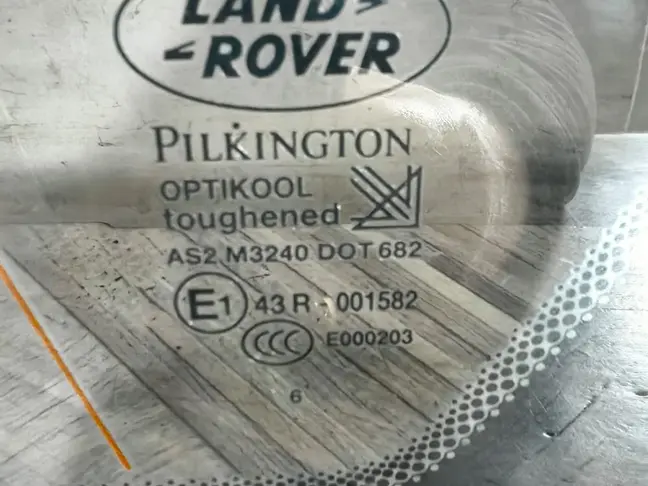 LAND
ROVER
PILKINGTON
OPTIKOOL
toughened
AS2 M3240 DOT 682
E1 43 R - 001582
CCC E000203
6